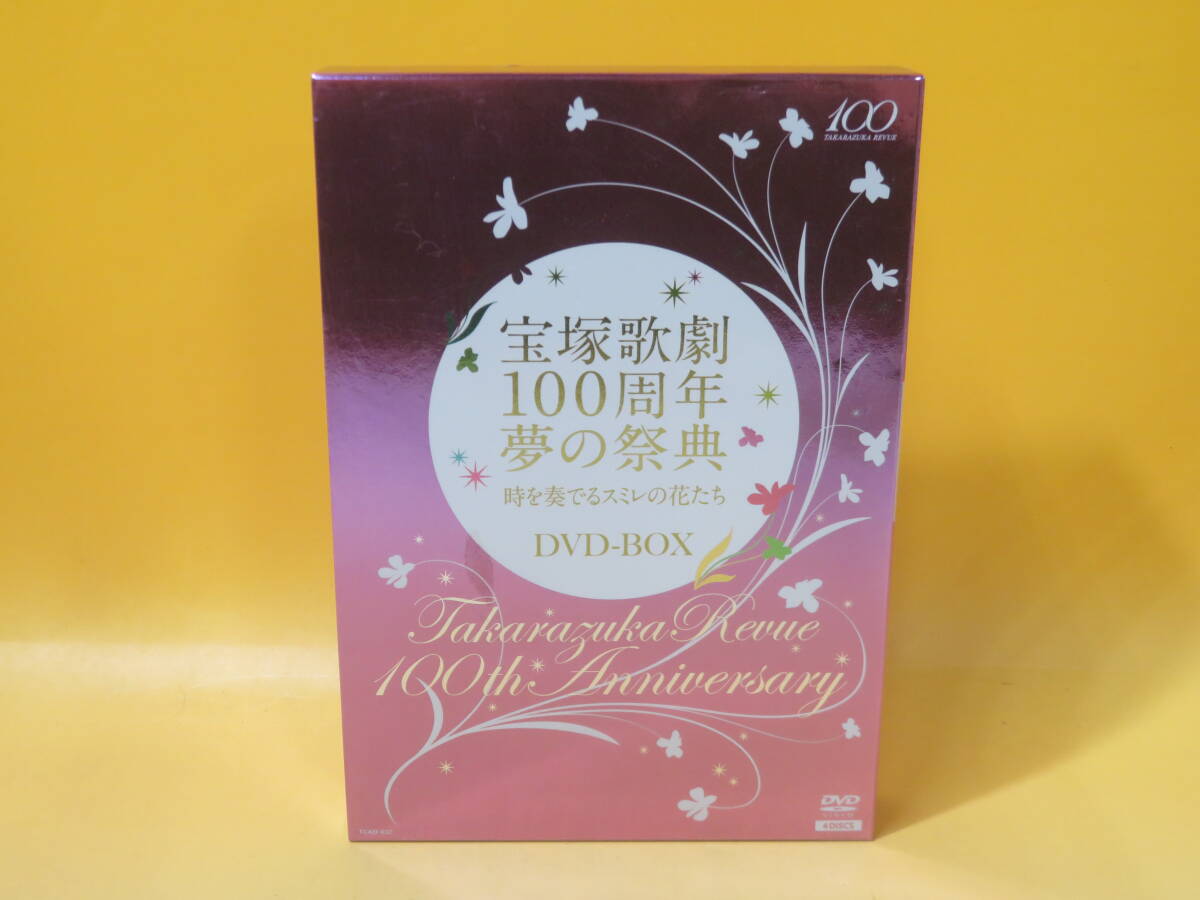 100
TAKARAZUKA REVUE
宝塚歌劇
100周年
夢の祭典
時を奏でるスミレの花たち
DVD-BOX
Takarazuka Revue
100th Anniversary
DVD
VIDEO
4 DISCS